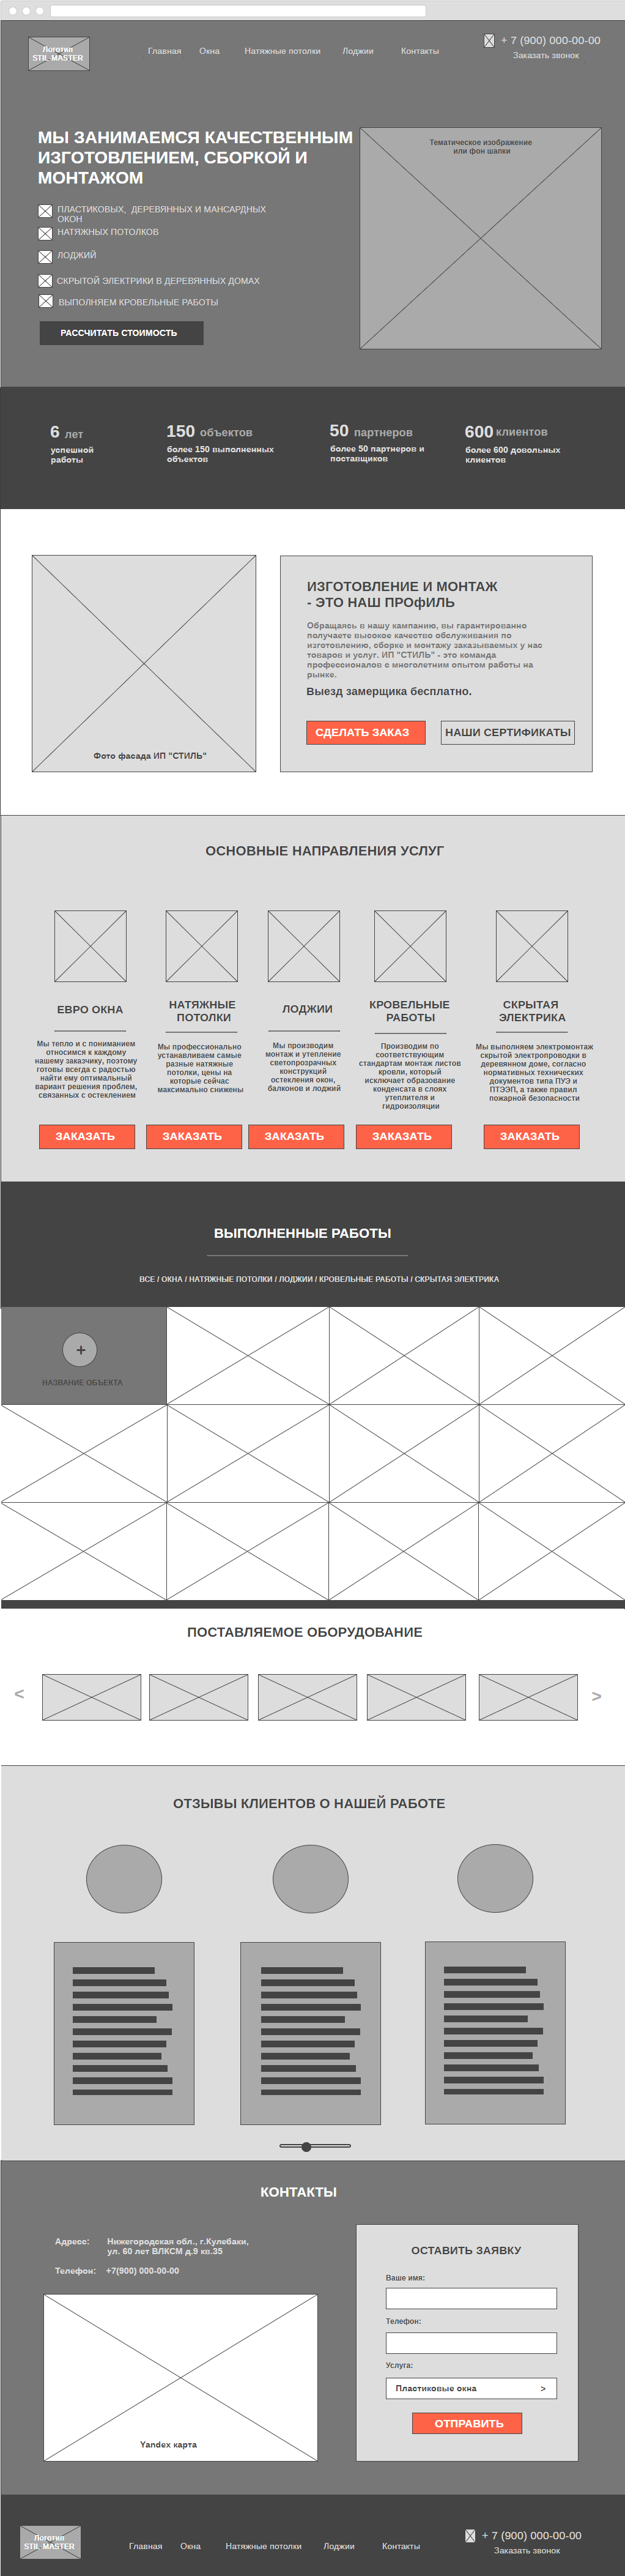 Логотип
STIL-MASTER
Главная Окна Натяжные потолки Лоджии Контакты
+ 7 (900) 000-00-00
Заказать звонок
МЫ ЗАНИМАЕМСЯ КАЧЕСТВЕННЫМ
ИЗГОТОВЛЕНИЕМ, СБОРКОЙ И
МОНТАЖОМ
ПЛАСТИКОВЫХ, ДЕРЕВЯННЫХ И МАНСАРДНЫХ
ОКОН
НАТЯЖНЫХ ПОТОЛКОВ
ЛОДЖИЙ
СКРЫТОЙ ЭЛЕКТРИКИ В ДЕРЕВЯННЫХ ДОМАХ
ВЫПОЛНЯЕМ КРОВЕЛЬНЫЕ РАБОТЫ
РАССЧИТАТЬ СТОИМОСТЬ
Тематическое изображение
или фон шапки
6 лет
успешной
работы
150 объектов
более 150 выполненных
объектов
50 партнеров
более 50 партнеров и
поставщиков
600 клиентов
более 600 довольных
клиентов
Фото фасада ИП "СТИЛЬ"
ИЗГОТОВЛЕНИЕ И МОНТАЖ
- ЭТО НАШ ПРОфИЛЬ
Обращаясь в нашу кампанию, вы гарантированно
получаете высокое качество обслуживания по
изготовлению, сборке и монтажу заказываемых у нас
товаров и услуг. ИП "СТИЛЬ" - это команда
профессионалов с многолетним опытом работы на
рынке.
Выезд замерщика бесплатно.
СДЕЛАТЬ ЗАКАЗ
НАШИ СЕРТИФИКАТЫ
ОСНОВНЫЕ НАПРАВЛЕНИЯ УСЛУГ
ЕВРО ОКНА
Мы тепло и с пониманием
относимся к каждому
нашему заказчику, поэтому
готовы всегда с радостью
найти ему оптимальный
вариант решения проблем,
связанных с остеклением
ЗАКАЗАТЬ
НАТЯЖНЫЕ
ПОТОЛКИ
Мы профессионально
устанавливаем самые
разные натяжные
потолки, цены на
которые сейчас
максимально снижены
ЗАКАЗАТЬ
ЛОДЖИИ
Мы производим
монтаж и утепление
светопрозрачных
конструкций
остекления окон,
балконов и лоджий
ЗАКАЗАТЬ
КРОВЕЛЬНЫЕ
РАБОТЫ
Производим по
соответствующим
стандартам монтаж листов
кровли, который
исключает образование
конденсата в слоях
утеплителя и
гидроизоляции
ЗАКАЗАТЬ
СКРЫТАЯ
ЭЛЕКТРИКА
Мы выполняем электромонтаж
скрытой электропроводки в
деревянном доме, согласно
нормативных технических
документов типа ПУЭ и
ПТЭЭП, а также правил
пожарной безопасности
ЗАКАЗАТЬ
ВЫПОЛНЕННЫЕ РАБОТЫ
ВСЕ / ОКНА / НАТЯЖНЫЕ ПОТОЛКИ / ЛОДЖИИ / КРОВЕЛЬНЫЕ РАБОТЫ / СКРЫТАЯ ЭЛЕКТРИКА
+
НАЗВАНИЕ ОБЪЕКТА
ПОСТАВЛЯЕМОЕ ОБОРУДОВАНИЕ
< >
ОТЗЫВЫ КЛИЕНТОВ О НАШЕЙ РАБОТЕ
КОНТАКТЫ
Адресс: Нижегородская обл., г.Кулебаки,
ул. 60 лет ВЛКСМ д.9 кв.35
Телефон: +7(900) 000-00-00
Yandex карта
ОСТАВИТЬ ЗАЯВКУ
Ваше имя:
Телефон:
Услуга:
Пластиковые окна >
ОТПРАВИТЬ
Логотип
STIL-MASTER
Главная Окна Натяжные потолки Лоджии Контакты
+ 7 (900) 000-00-00
Заказать звонок